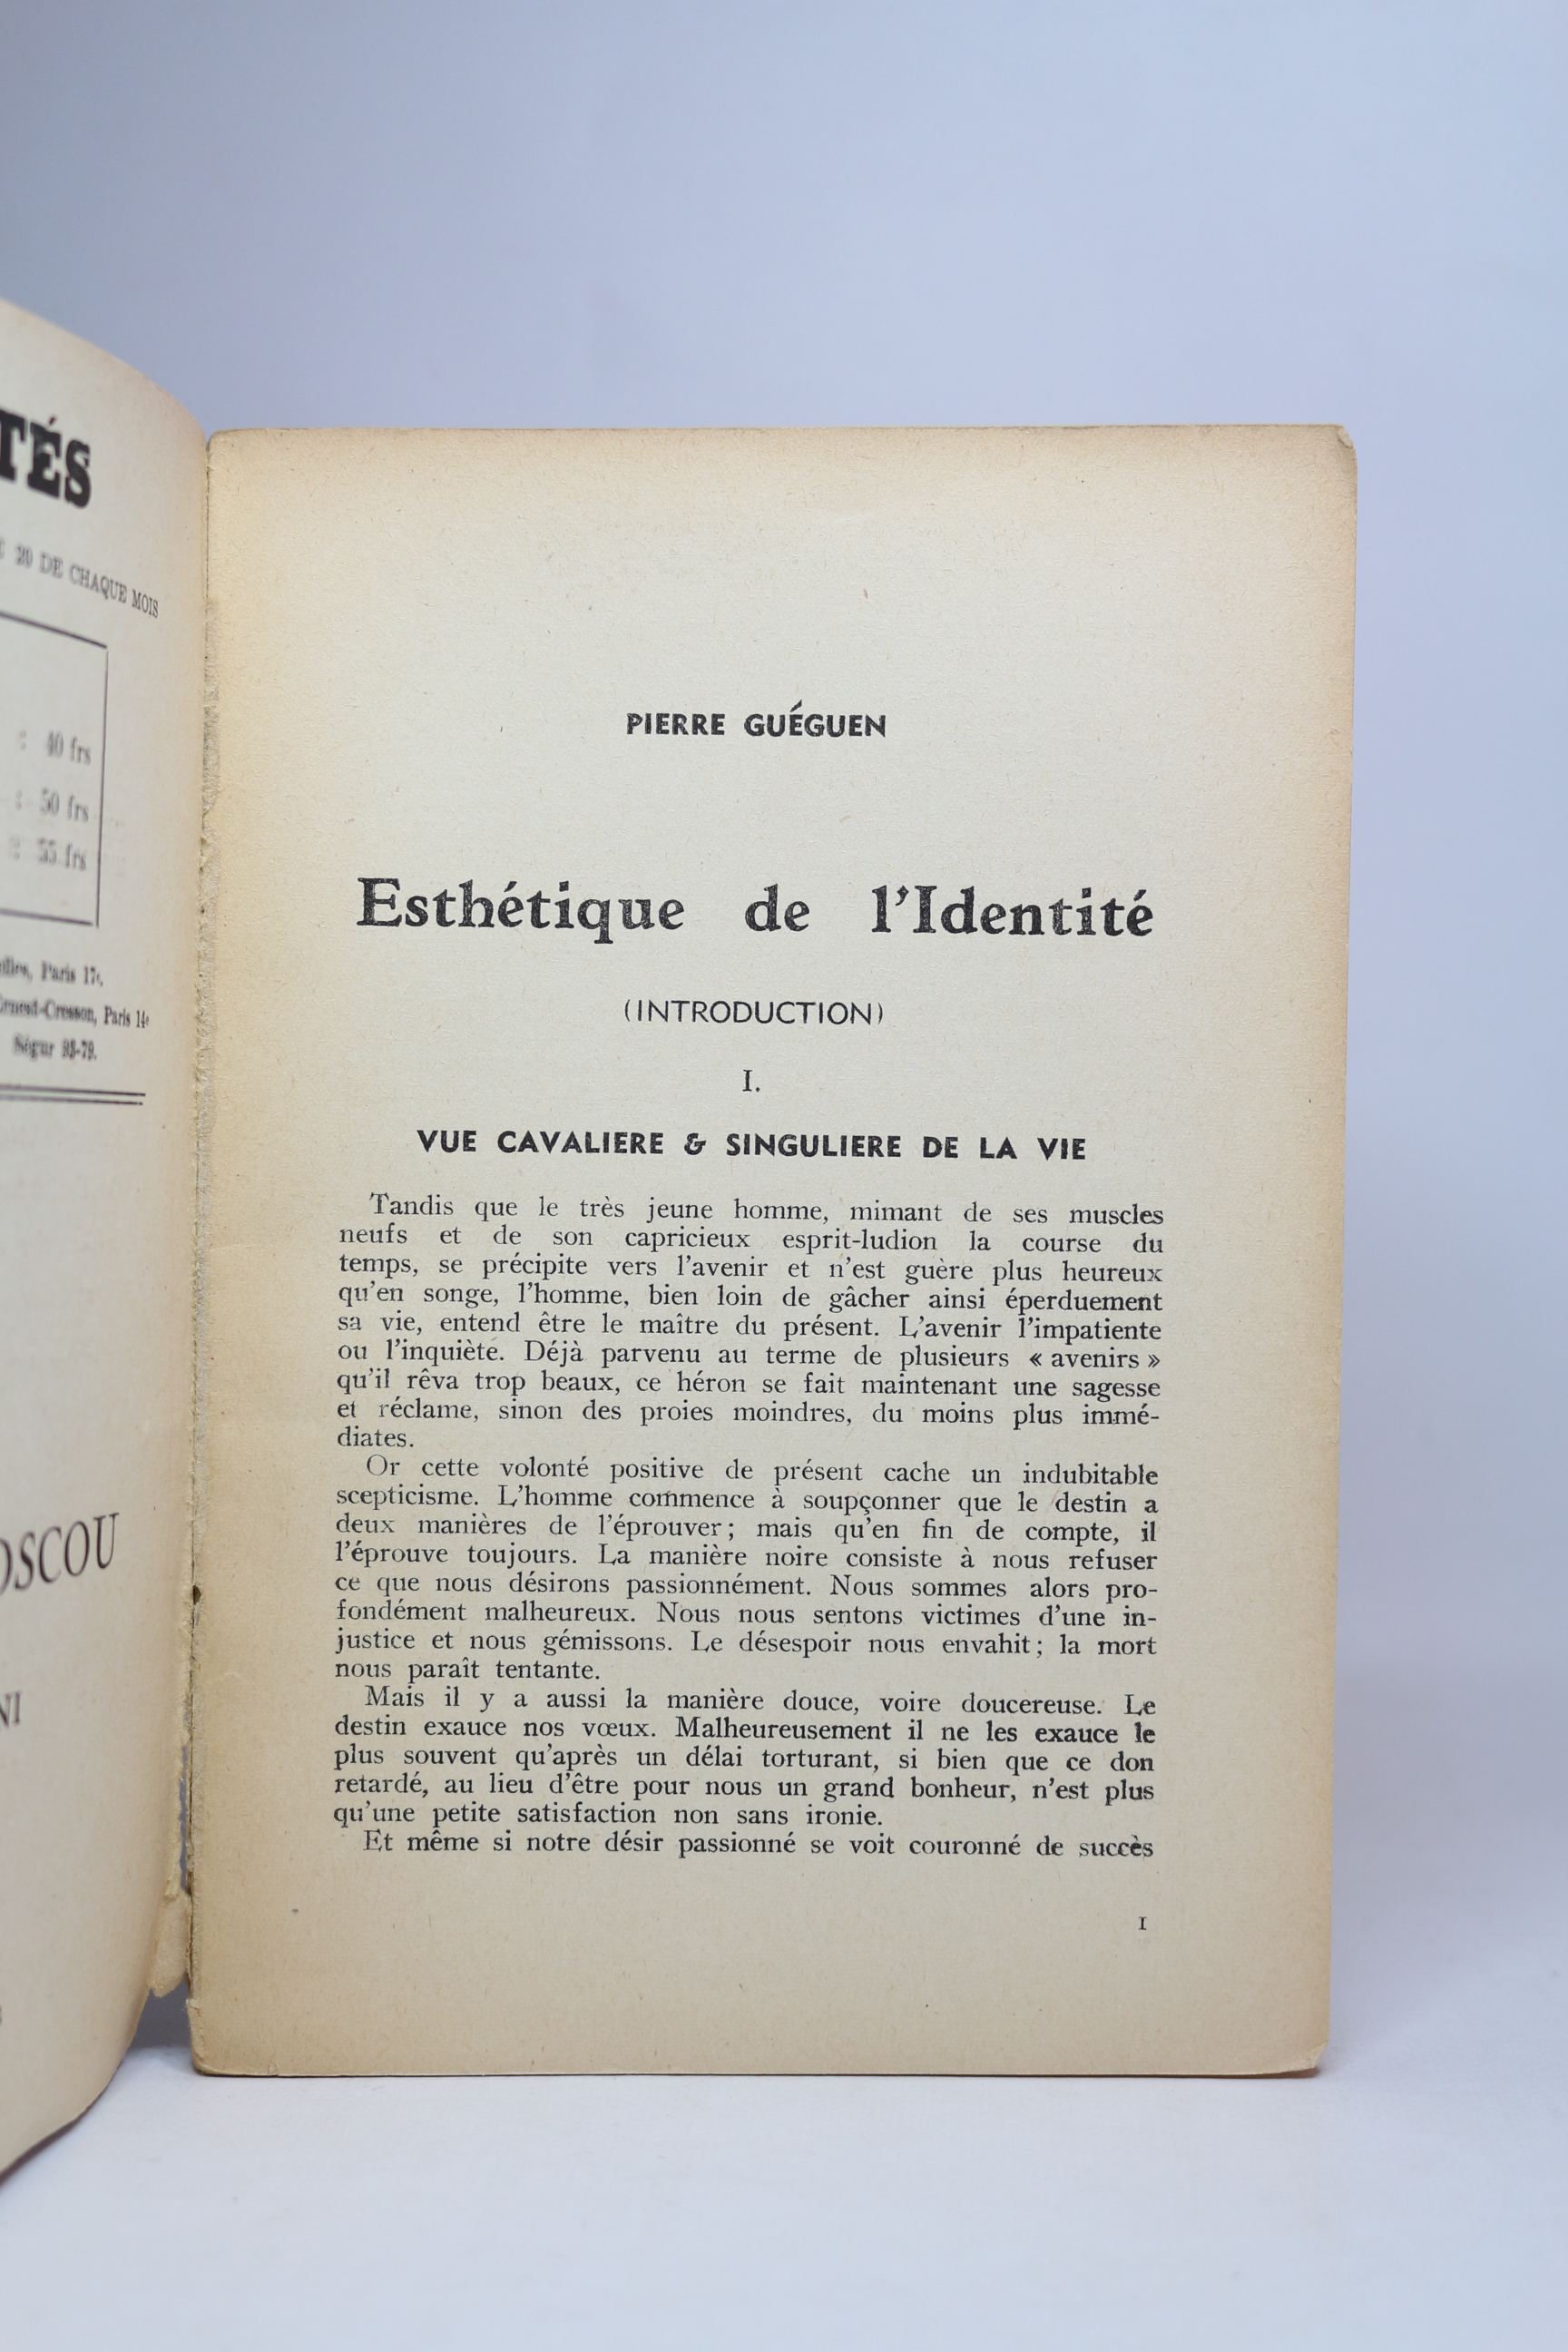 TÉS
20 DE CHAQUE MOIS
: 40 frs
: 50 frs
: 55 frs
Paris 17e.
Ernest-Cresson, Paris 14e
Ségur 93-79.
OSCOU
NI
PIERRE GUÉGUEN
Esthétique de l'Identité
(INTRODUCTION)
I.
VUE CAVALIERE & SINGULIERE DE LA VIE
Tandis que le très jeune homme, mimant de ses muscles
neufs et de son capricieux esprit-ludion la course du
temps, se précipite vers l'avenir et n'est guère plus heureux
qu'en songe, l'homme, bien loin de gâcher ainsi éperduement
sa vie, entend être le maître du présent. L'avenir l'impatiente
ou l'inquiète. Déjà parvenu au terme de plusieurs « avenirs »
qu'il rêva trop beaux, ce héron se fait maintenant une sagesse
et réclame, sinon des proies moindres, du moins plus immé-
diates.
Or cette volonté positive de présent cache un indubitable
scepticisme. L'homme commence à soupçonner que le destin a
deux manières de l'éprouver ; mais qu'en fin de compte, il
l'éprouve toujours. La manière noire consiste à nous refuser
ce que nous désirons passionnément. Nous sommes alors pro-
fondément malheureux. Nous nous sentons victimes d'une in-
justice et nous gémissons. Le désespoir nous envahit ; la mort
nous paraît tentante.
Mais il y a aussi la manière douce, voire doucereuse. Le
destin exauce nos vœux. Malheureusement il ne les exauce le
plus souvent qu'après un délai torturant, si bien que ce don
retardé, au lieu d'être pour nous un grand bonheur, n'est plus
qu'une petite satisfaction non sans ironie.
Et même si notre désir passionné se voit couronné de succès
1